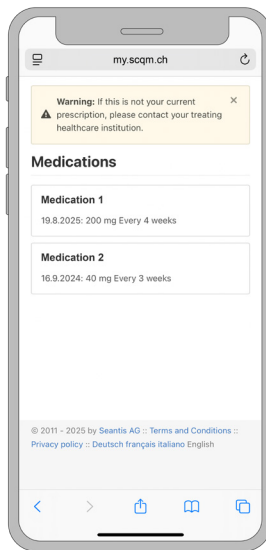 my.scqm.ch
Warning: If this is not your current
prescription, please contact your treating
healthcare institution.
×
Medications
Medication 1
19.8.2025: 200 mg Every 4 weeks
Medication 2
16.9.2024: 40 mg Every 3 weeks
© 2011 - 2025 by Seantis AG :: Terms and Conditions ::
Privacy policy :: Deutsch français italiano English